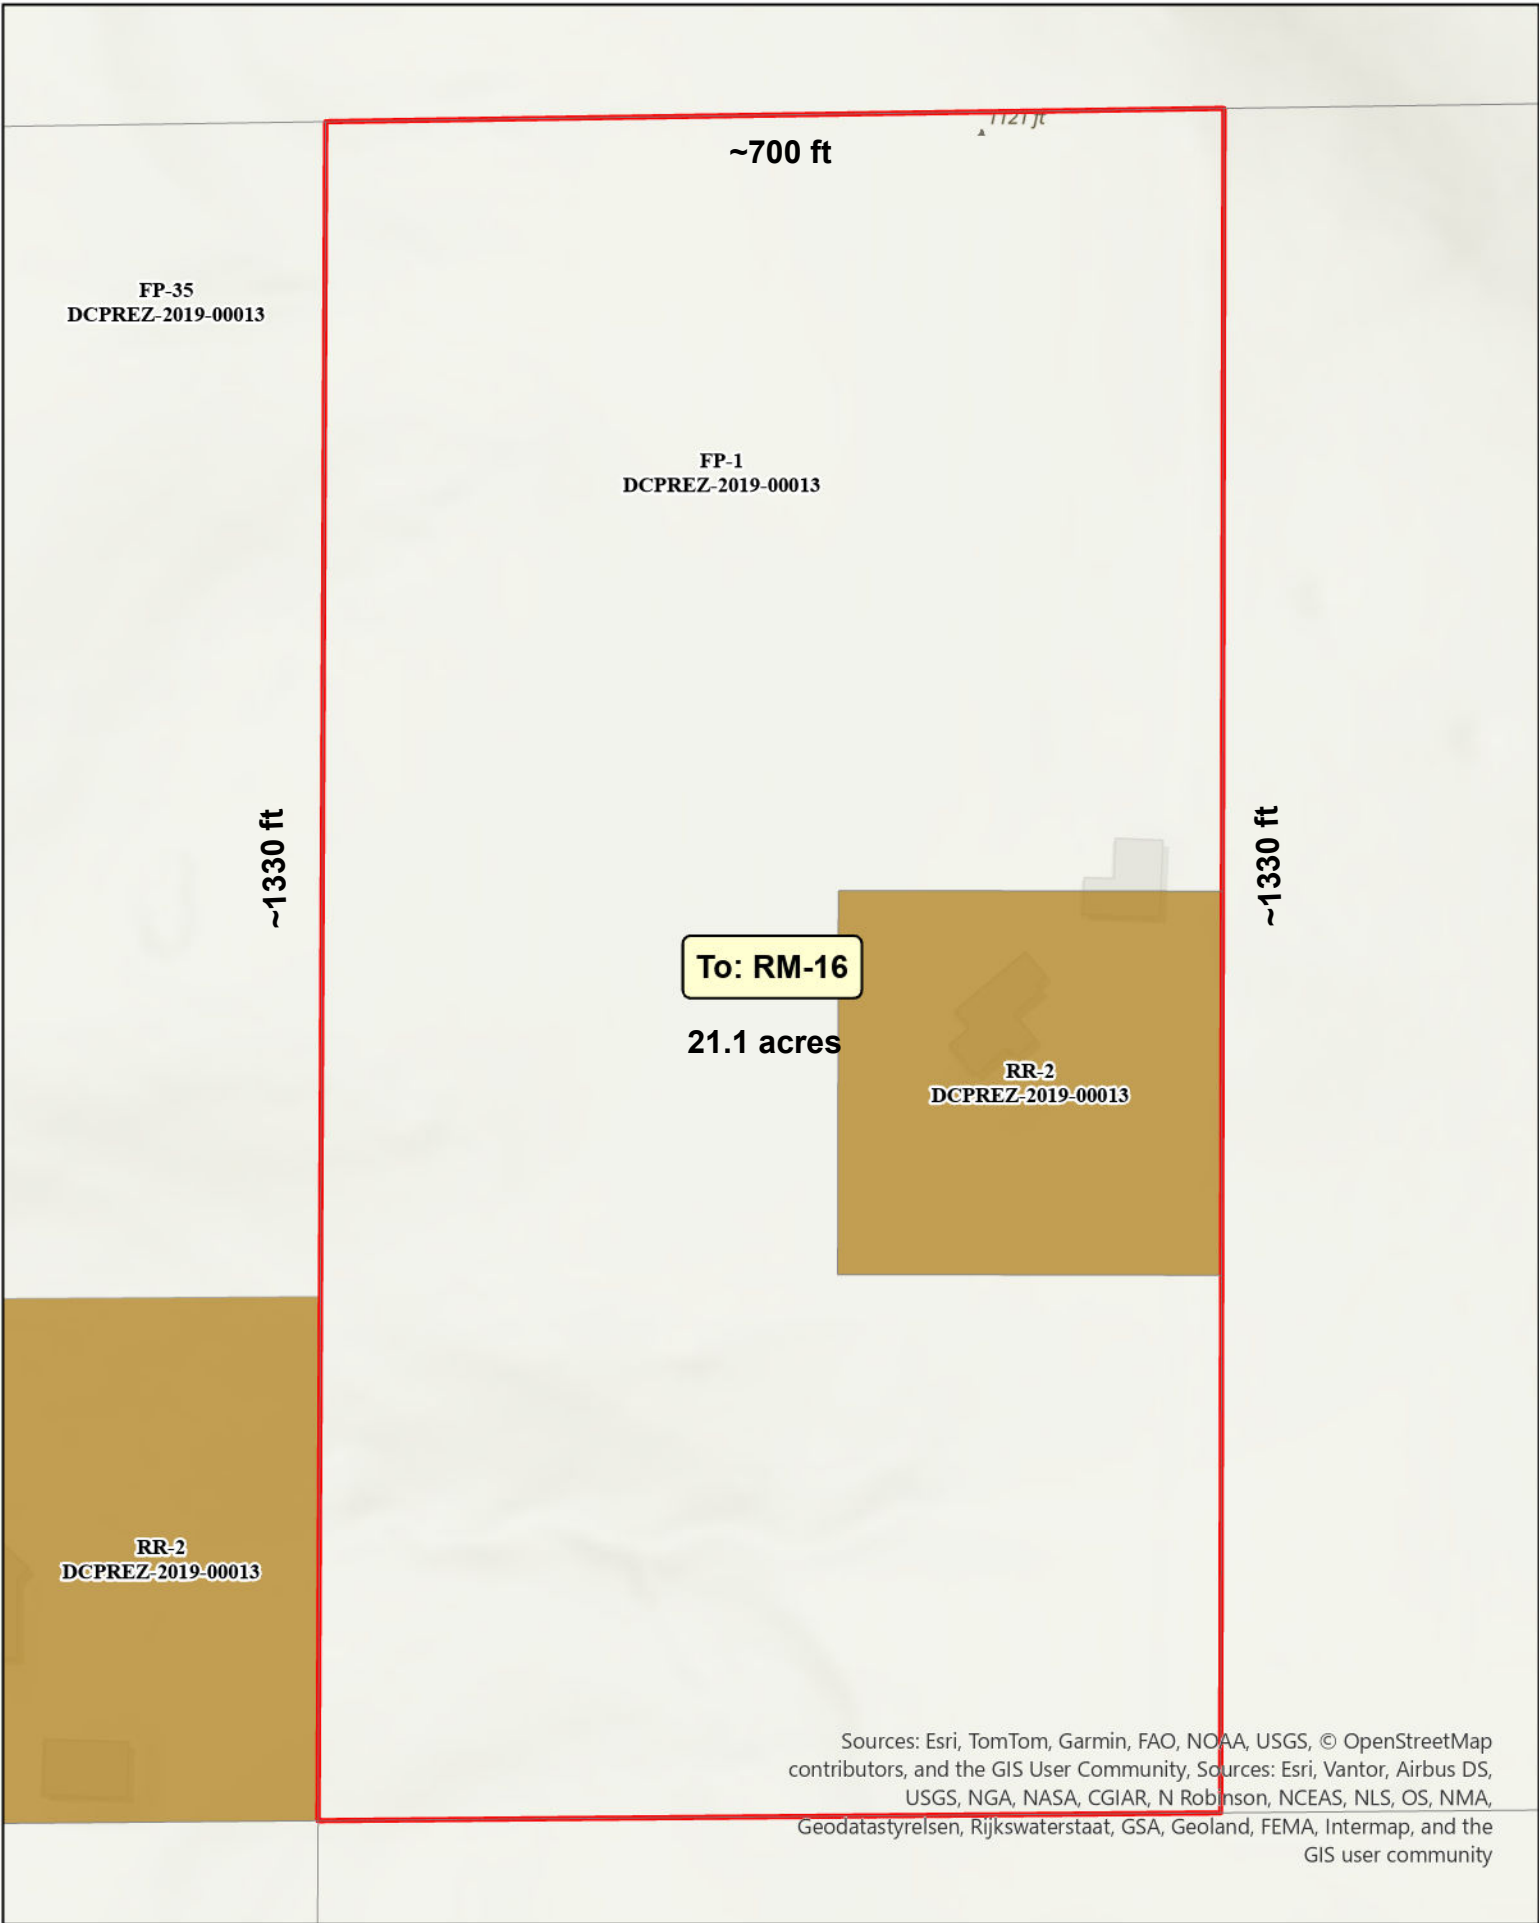 1121 ft
~700 ft
FP-35
DCPREZ-2019-00013
FP-1
DCPREZ-2019-00013
~1330 ft
~1330 ft
To: RM-16
21.1 acres
RR-2
DCPREZ-2019-00013
RR-2
DCPREZ-2019-00013
Sources: Esri, TomTom, Garmin, FAO, NOAA, USGS, © OpenStreetMap
contributors, and the GIS User Community, Sources: Esri, Vantor, Airbus DS,
USGS, NGA, NASA, CGIAR, N Robinson, NCEAS, NLS, OS, NMA,
Geodatastyrelsen, Rijkswaterstaat, GSA, Geoland, FEMA, Intermap, and the
GIS user community